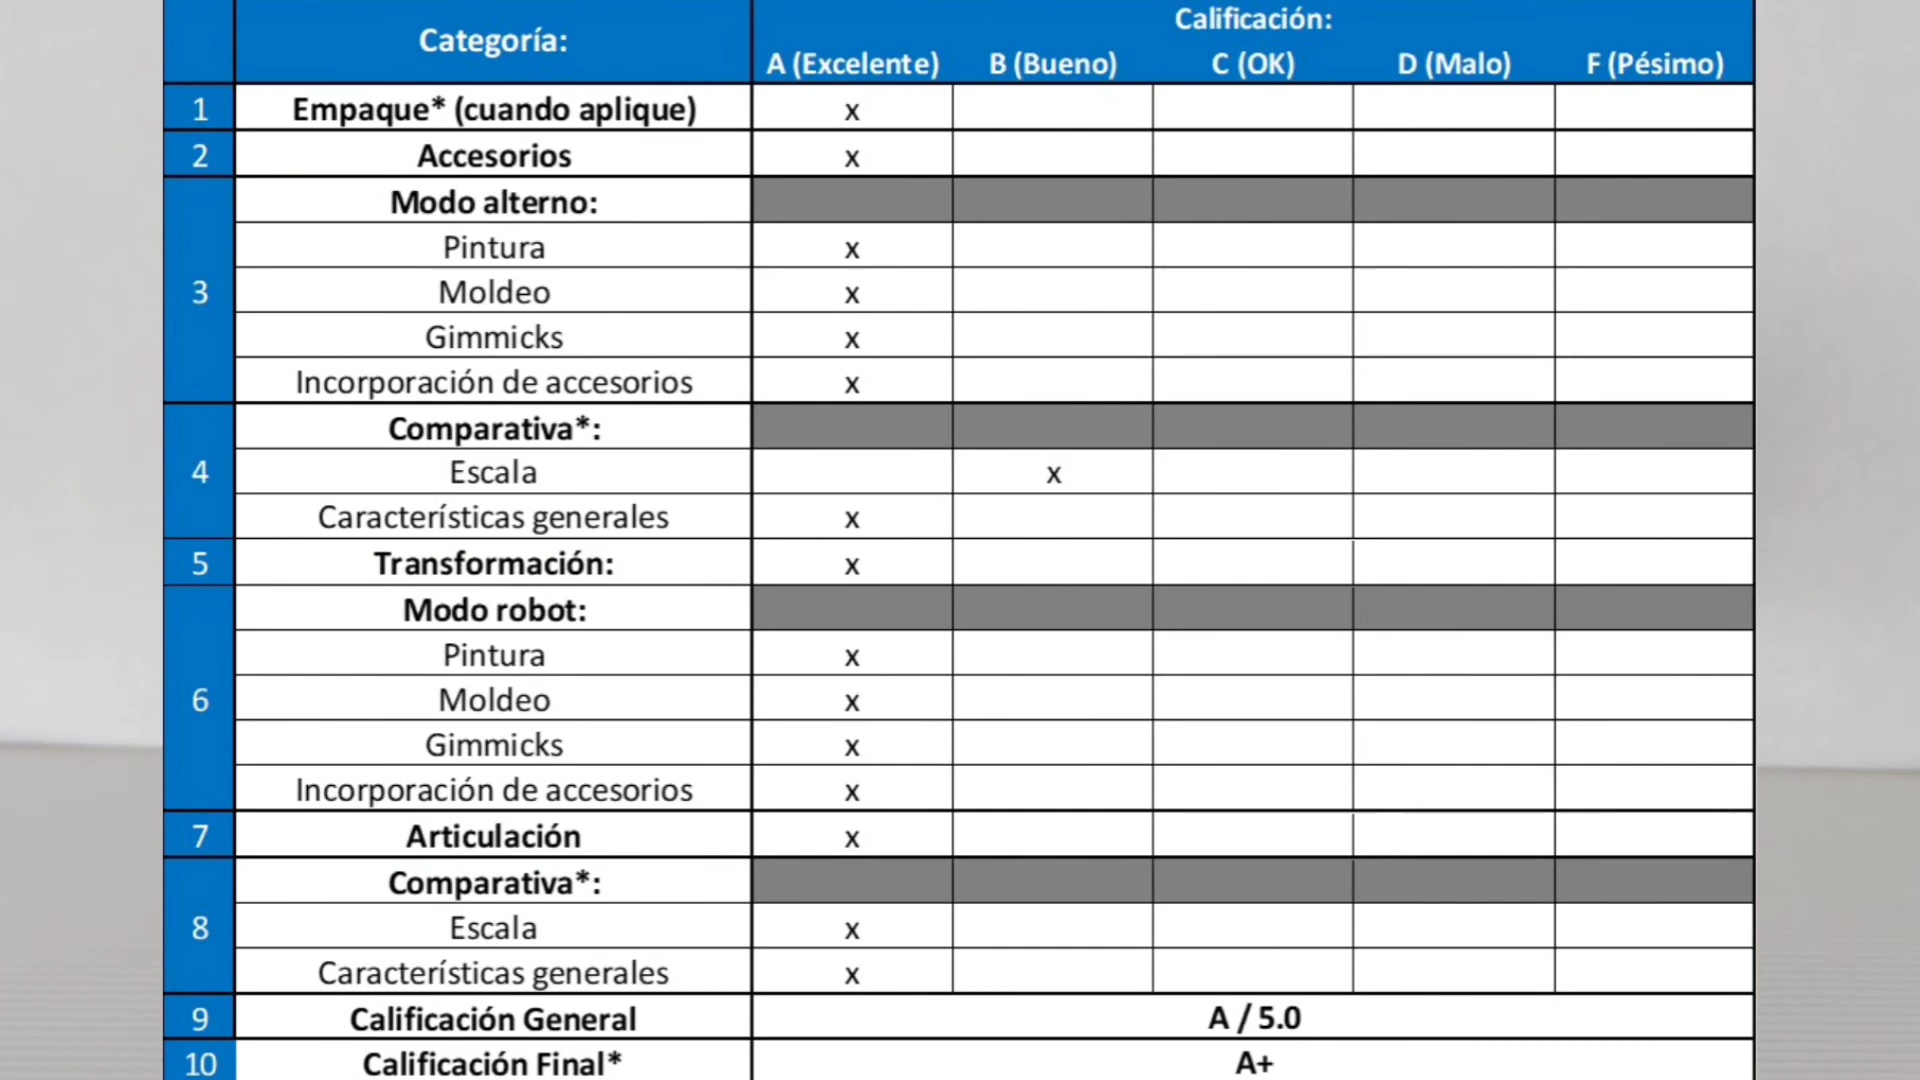 Categoría:
Calificación:
A (Excelente) B (Bueno) C (OK) D (Malo) F (Pésimo)
1 Empaque* (cuando aplique) x
2 Accesorios x
3
Modo alterno:
Pintura x
Moldeo x
Gimmicks x
Incorporación de accesorios x
4
Comparativa*:
Escala x
Características generales x
5 Transformación: x
6
Modo robot:
Pintura x
Moldeo x
Gimmicks x
Incorporación de accesorios x
7 Articulación x
8
Comparativa*:
Escala x
Características generales x
9 Calificación General A / 5.0
10 Calificación Final* A+